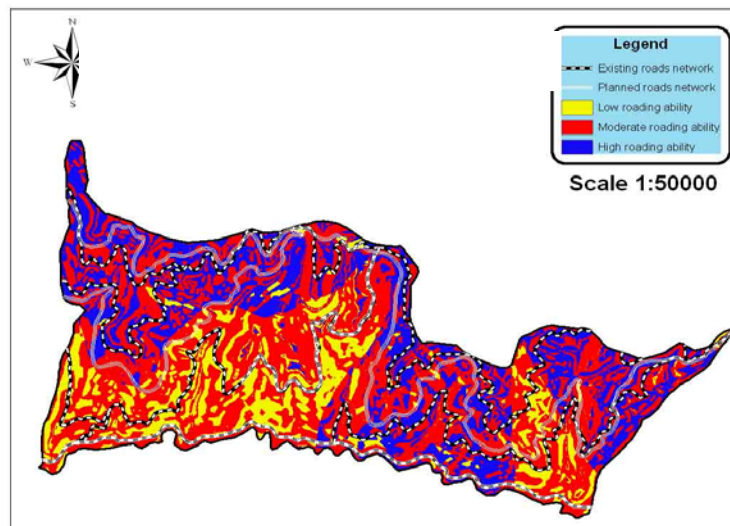 N
W
S
Legend
Existing roads network
Planned roads network
Low roading ability
Moderate roading ability
High roading ability
Scale 1:50000